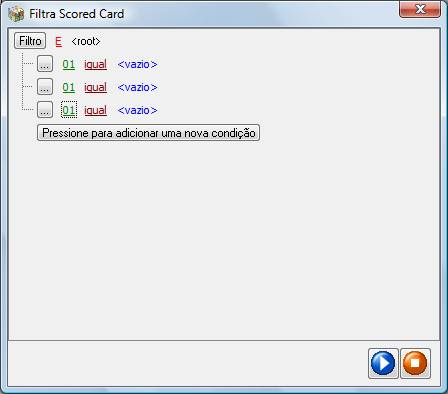 Filtra Scored Card
Filtro E <root>
... 01 igual <vazio>
... 01 igual <vazio>
... 01 igual <vazio>
Pressione para adicionar uma nova condição